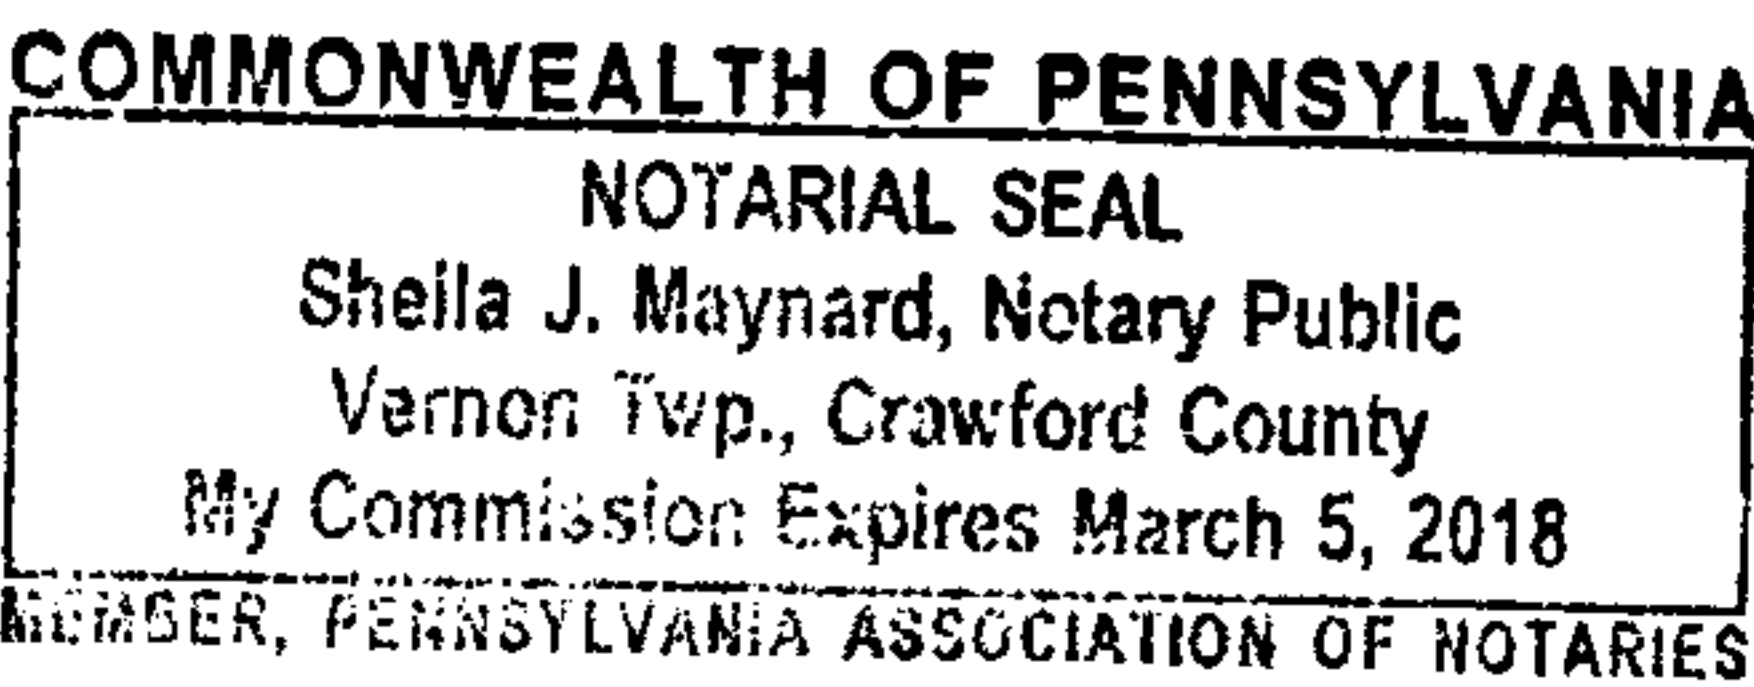 COMMONWEALTH OF PENNSYLVANIA
NOTARIAL SEAL
Sheila J. Maynard, Notary Public
Vernon Twp., Crawford County
My Commission Expires March 5, 2018
MEMBER, PENNSYLVANIA ASSOCIATION OF NOTARIES